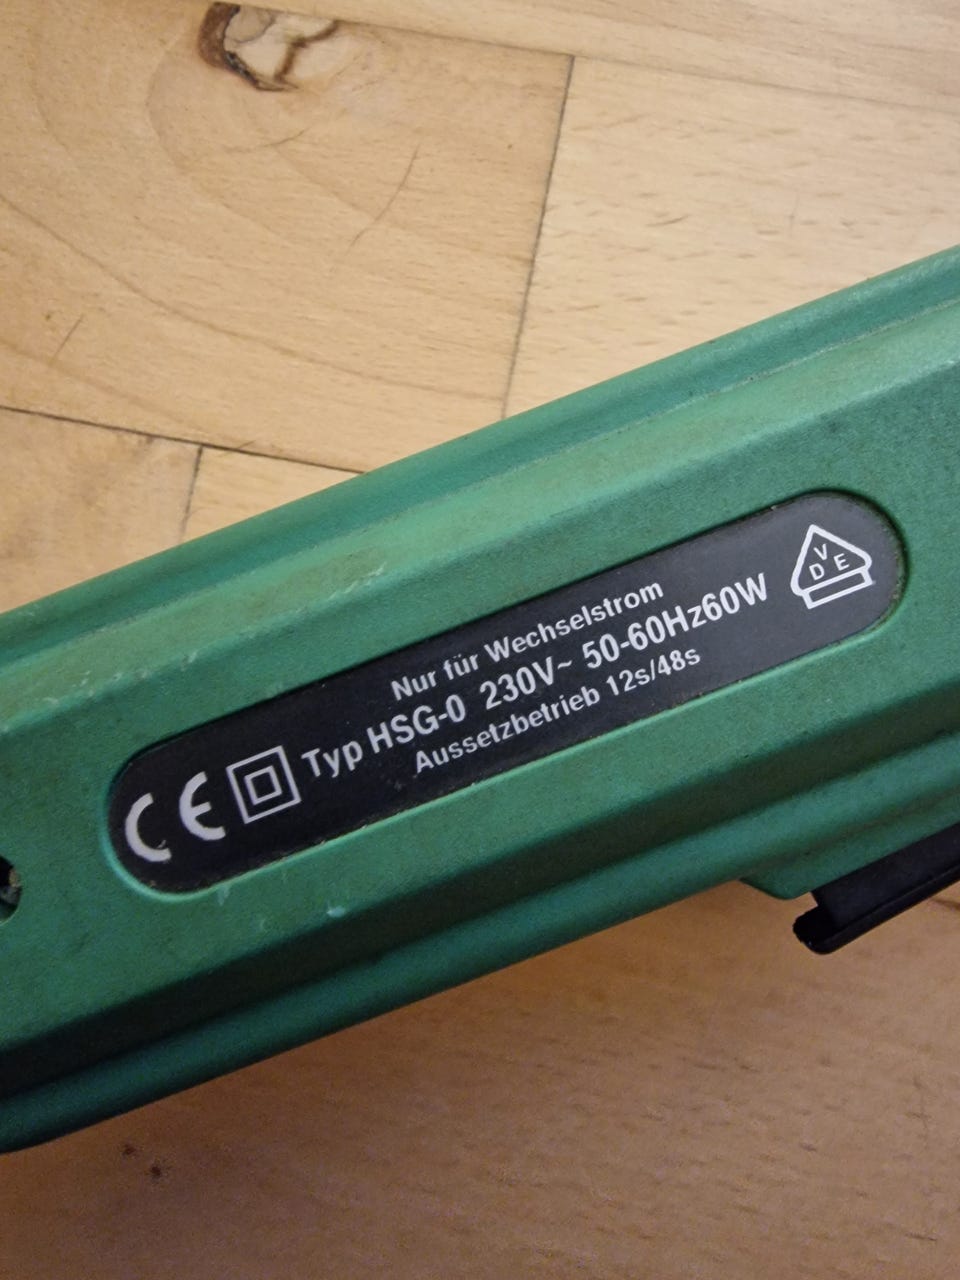 Nur für Wechselstrom
CE Typ HSG-0 230V~ 50-60Hz60W
Aussetzbetrieb 12s/48s
VDE